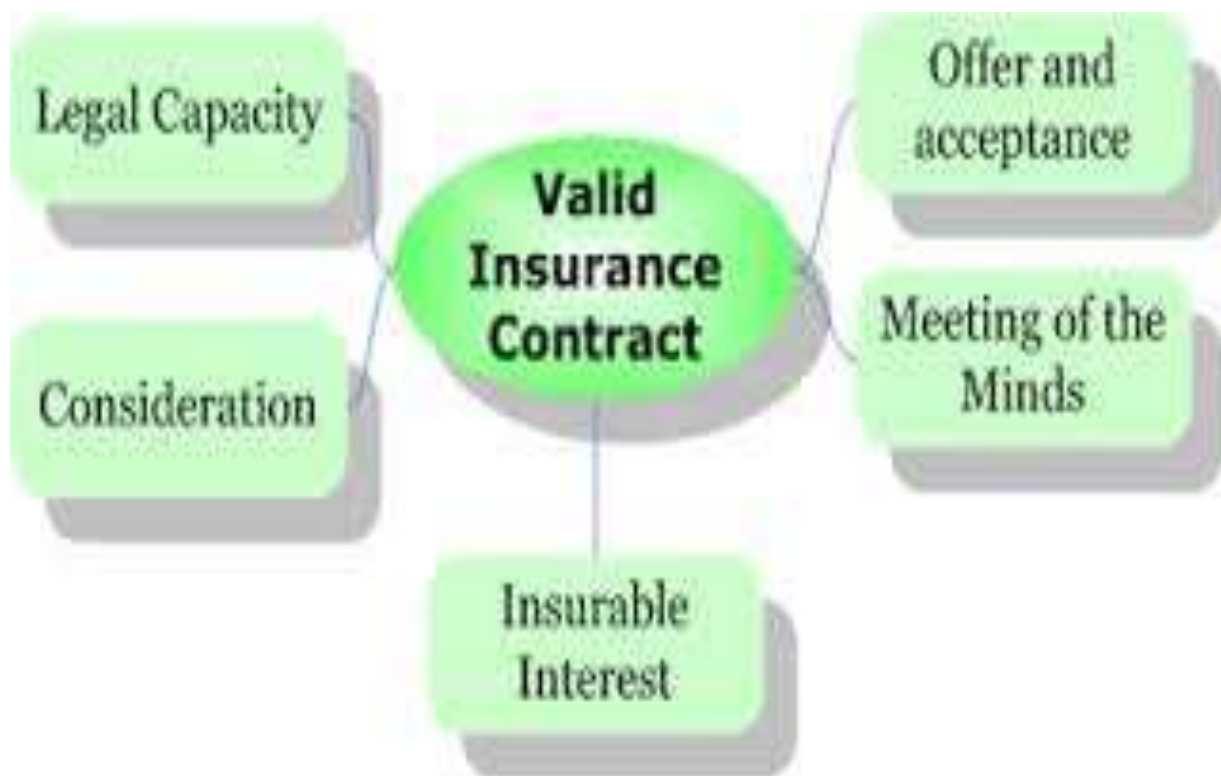 Legal Capacity
Offer and
acceptance
Valid
Insurance
Contract
Consideration
Meeting of the
Minds
Insurable
Interest